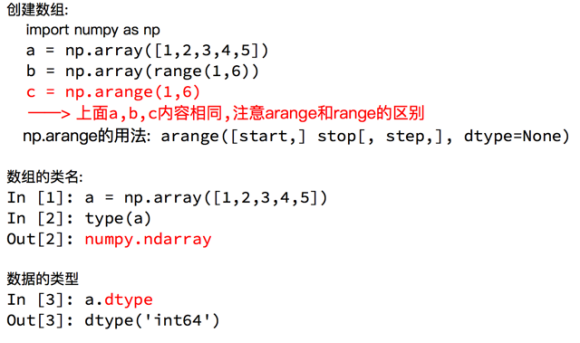 创建数组:
import numpy as np
a = np.array([1,2,3,4,5])
b = np.array(range(1,6))
c = np.arange(1,6)
———> 上面a,b,c内容相同,注意arange和range的区别
np.arange的用法: arange([start,] stop[, step,], dtype=None)
数组的类名:
In [1]: a = np.array([1,2,3,4,5])
In [2]: type(a)
Out[2]: numpy.ndarray
数据的类型
In [3]: a.dtype
Out[3]: dtype('int64')